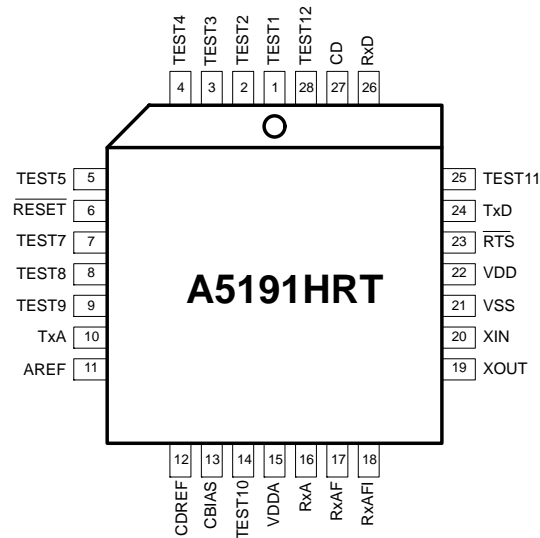 TEST4
TEST3
TEST2
TEST1
TEST12
CD
RxD
4
3
2
1
28
27
26
TEST5 5
RESET 6
TEST7 7
TEST8 8
TEST9 9
TxA 10
AREF 11
A5191HRT
25 TEST11
24 TxD
23 RTS
22 VDD
21 VSS
20 XIN
19 XOUT
12
13
14
15
16
17
18
CDREF
CBIAS
TEST10
VDDA
RxA
RxAF
RxAFI